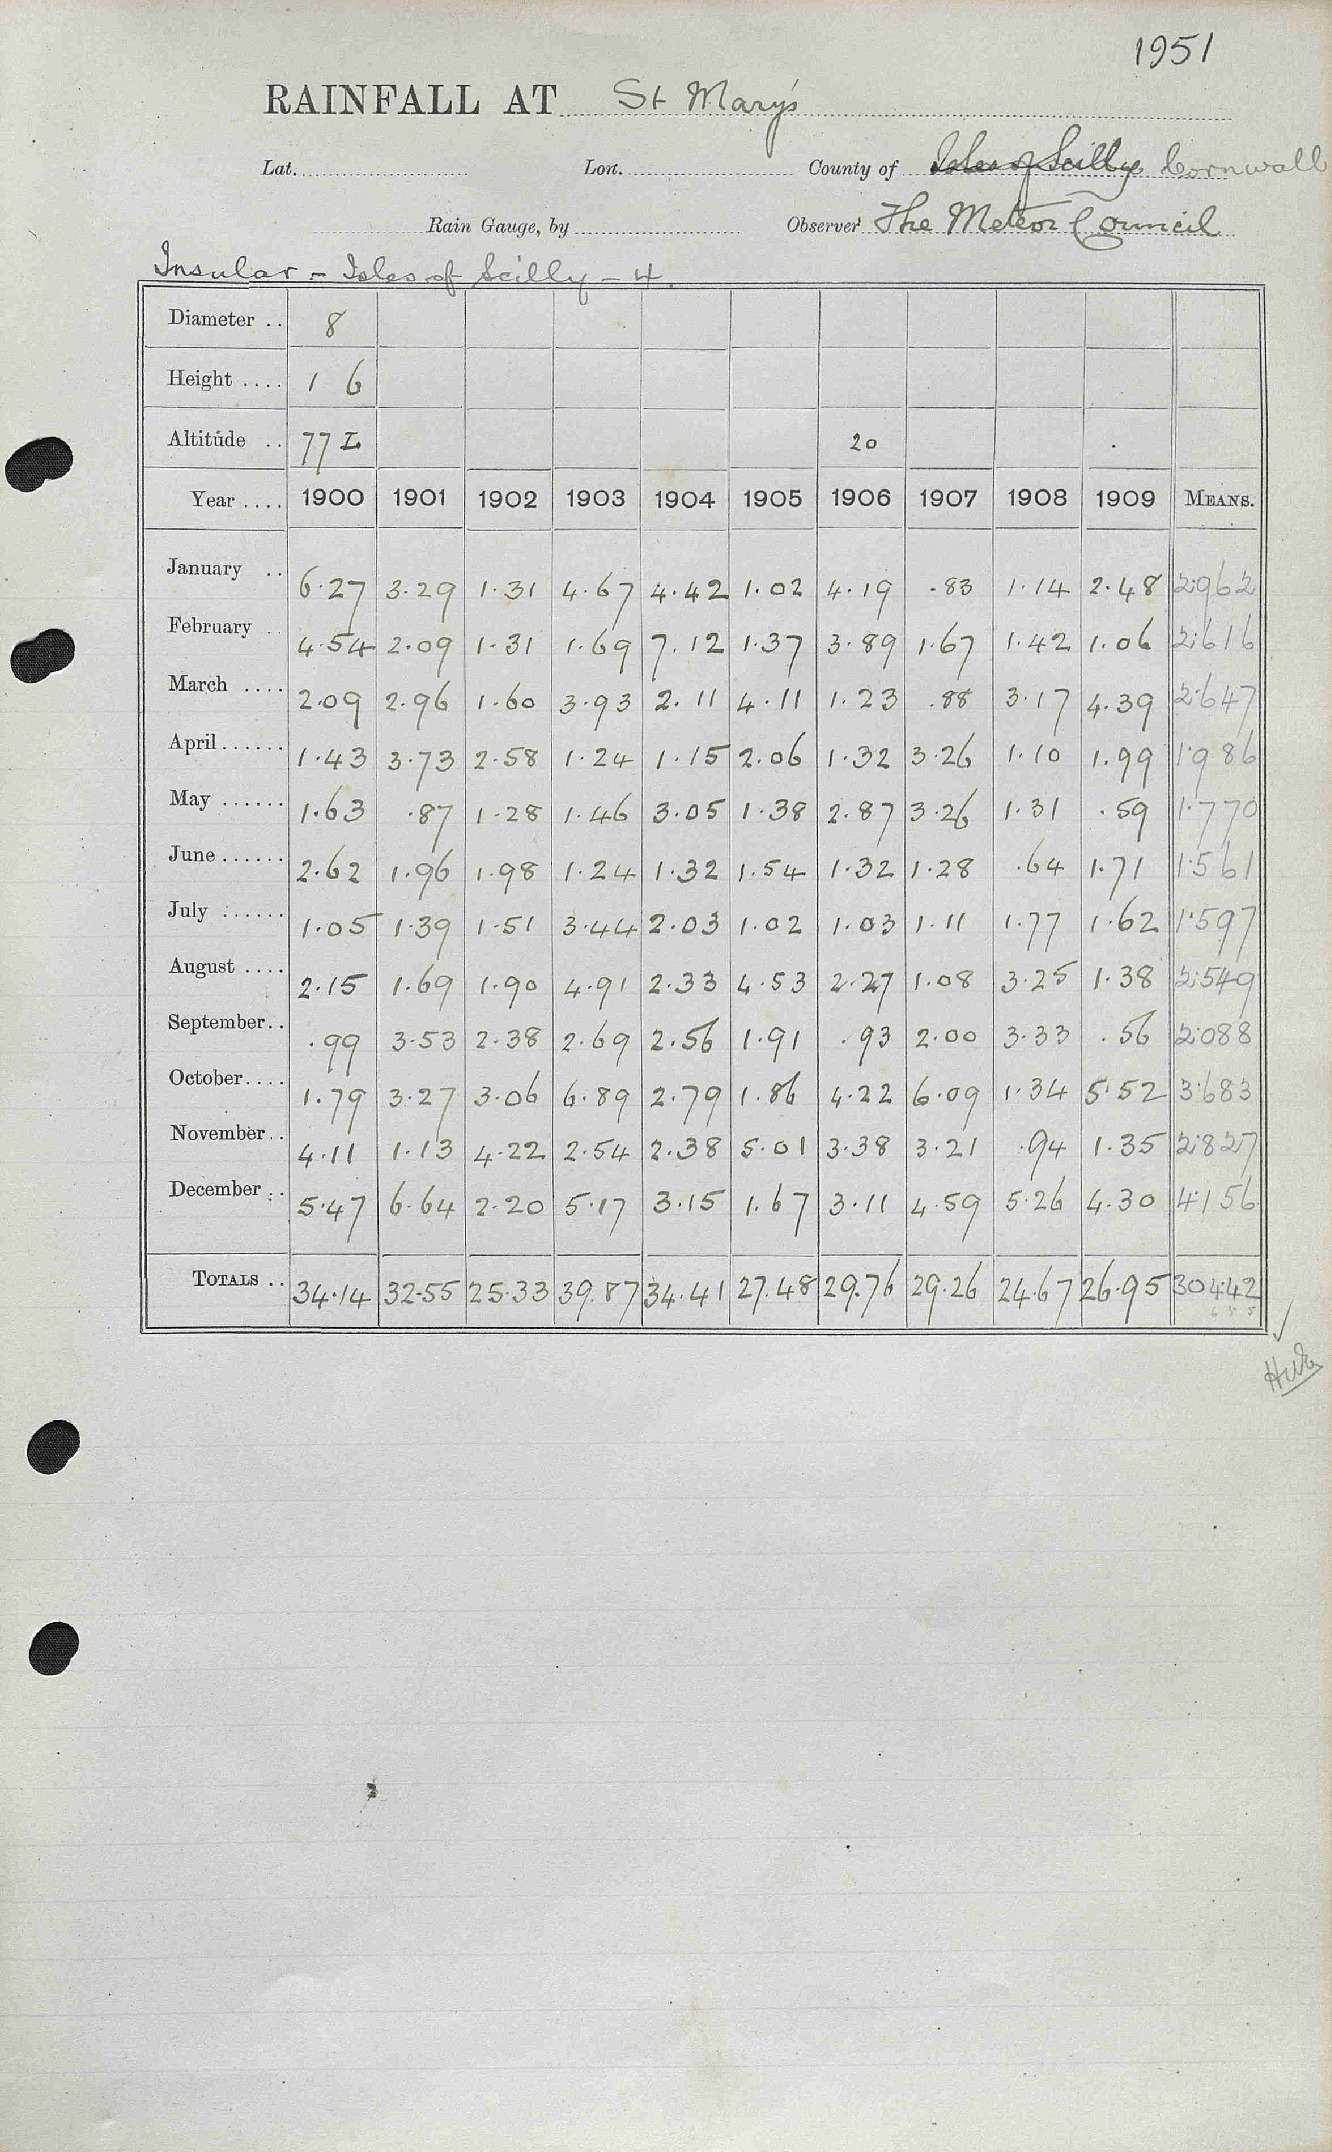 1951
RAINFALL AT St Mary's
Lat. Lon. County of Isles of Scilly Cornwall
Rain Gauge, by Observer The Meteor Council
Insular - Isles of Scilly - 4.
Diameter .. 8
Height .... 1 6
Altitude .. 77 I 20
Year .... 1900 1901 1902 1903 1904 1905 1906 1907 1908 1909 MEANS.
January .. 6.27 3.29 1.31 4.67 4.42 1.02 4.19 .83 1.14 2.48 2.962
February .. 4.54 2.09 1.31 1.69 7.12 1.37 3.89 1.67 1.42 1.06 2.616
March .... 2.09 2.96 1.60 3.93 2.11 4.11 1.23 .88 3.17 4.39 2.647
April ...... 1.43 3.73 2.58 1.24 1.15 2.06 1.32 3.26 1.10 1.99 1.986
May ...... 1.63 .87 1.28 1.46 3.05 1.38 2.87 3.26 1.31 .59 1.770
June ...... 2.62 1.96 1.98 1.24 1.32 1.54 1.32 1.28 .64 1.71 1.561
July ...... 1.05 1.39 1.51 3.44 2.03 1.02 1.03 1.11 1.77 1.62 1.597
August .... 2.15 1.69 1.90 4.91 2.33 4.53 2.27 1.08 3.25 1.38 2.549
September.. .99 3.53 2.38 2.69 2.56 1.91 .93 2.00 3.33 .56 2.088
October.... 1.79 3.27 3.06 6.89 2.79 1.86 4.22 6.09 1.34 5.52 3.683
November.. 4.11 1.13 4.22 2.54 2.38 5.01 3.38 3.21 .94 1.35 2.827
December .. 5.47 6.64 2.20 5.17 3.15 1.67 3.11 4.59 5.26 4.30 4.156
TOTALS .. 34.14 32.55 25.33 39.87 34.41 27.48 29.76 29.26 24.67 26.95 30.442